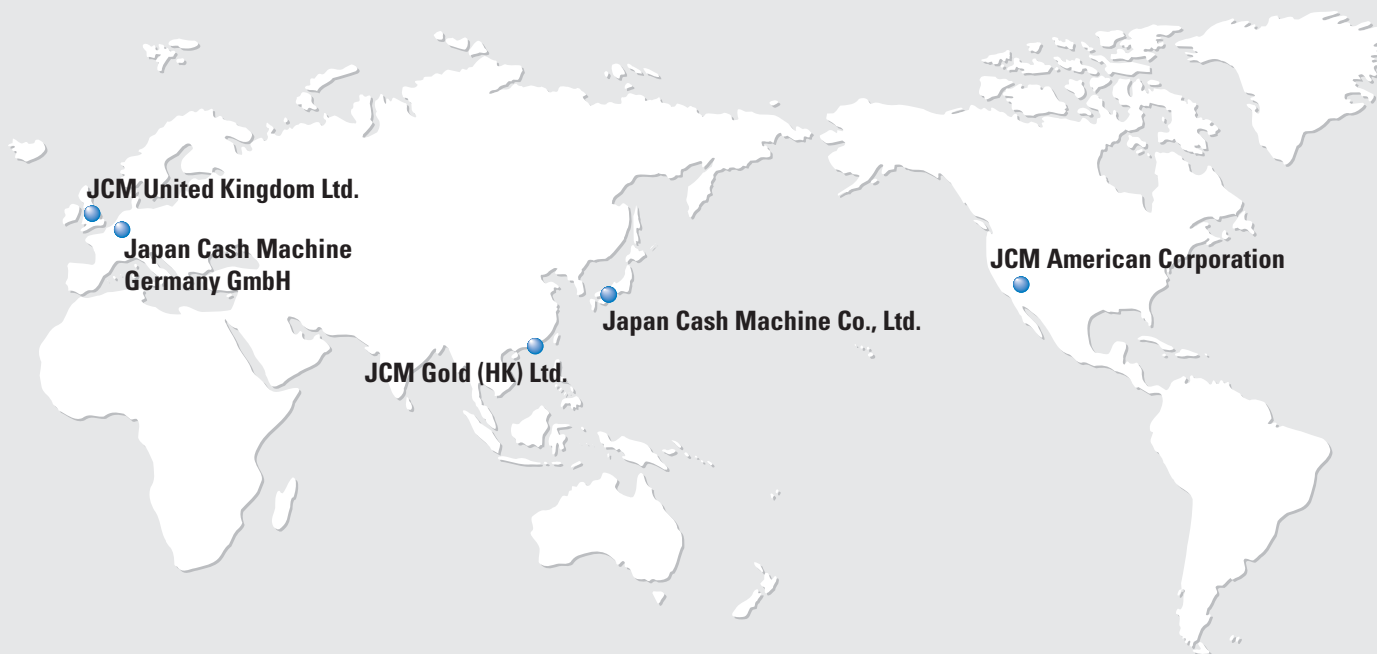 JCM United Kingdom Ltd.
Japan Cash Machine
Germany GmbH
JCM American Corporation
Japan Cash Machine Co., Ltd.
JCM Gold (HK) Ltd.